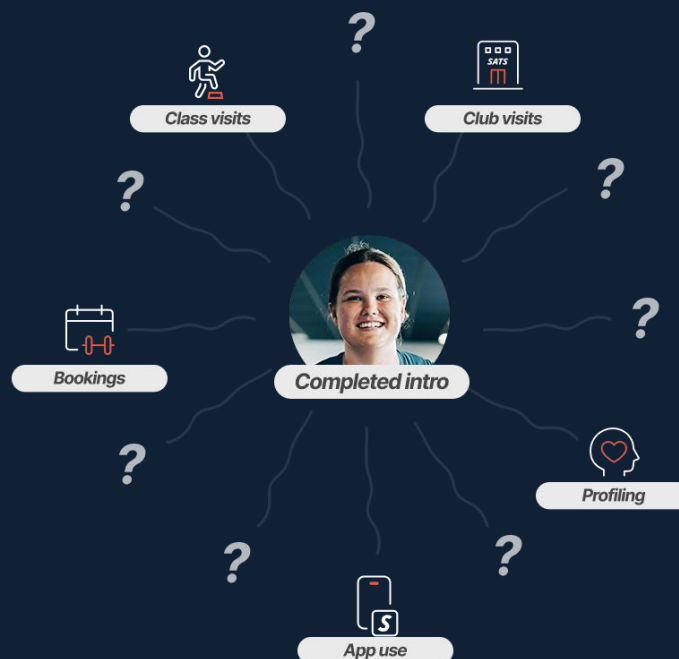 ?
SATS
Class visits
Club visits
?
?
?
Bookings
Completed intro
?
Profiling
?
?
S
App use